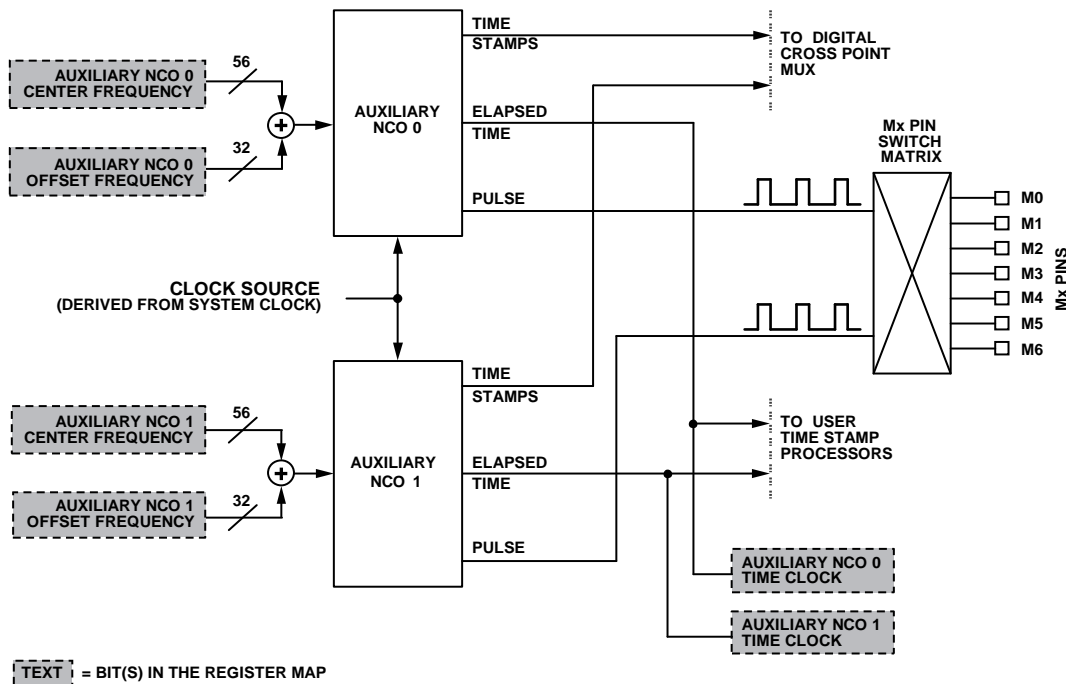 TIME
STAMPS
TO DIGITAL
CROSS POINT
MUX
AUXILIARY NCO 0
CENTER FREQUENCY
56
AUXILIARY
NCO 0
ELAPSED
TIME
AUXILIARY NCO 0
OFFSET FREQUENCY
32
PULSE
Mx PIN
SWITCH
MATRIX
M0
M1
M2
M3
M4
M5
M6
Mx PINS
CLOCK SOURCE
(DERIVED FROM SYSTEM CLOCK)
TIME
STAMPS
AUXILIARY NCO 1
CENTER FREQUENCY
56
AUXILIARY
NCO 1
ELAPSED
TIME
TO USER
TIME STAMP
PROCESSORS
AUXILIARY NCO 1
OFFSET FREQUENCY
32
PULSE
AUXILIARY NCO 0
TIME CLOCK
AUXILIARY NCO 1
TIME CLOCK
TEXT = BIT(S) IN THE REGISTER MAP